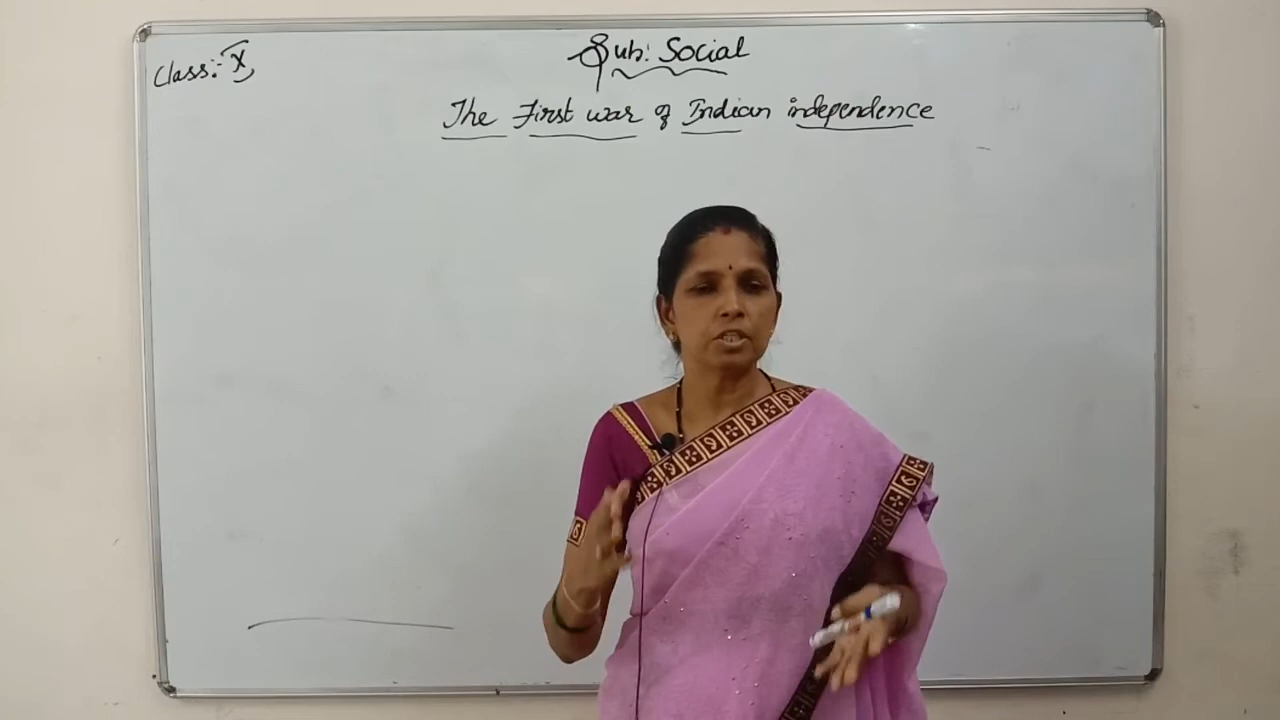 Class:- X
Sub: Social
The First war of Indian independence